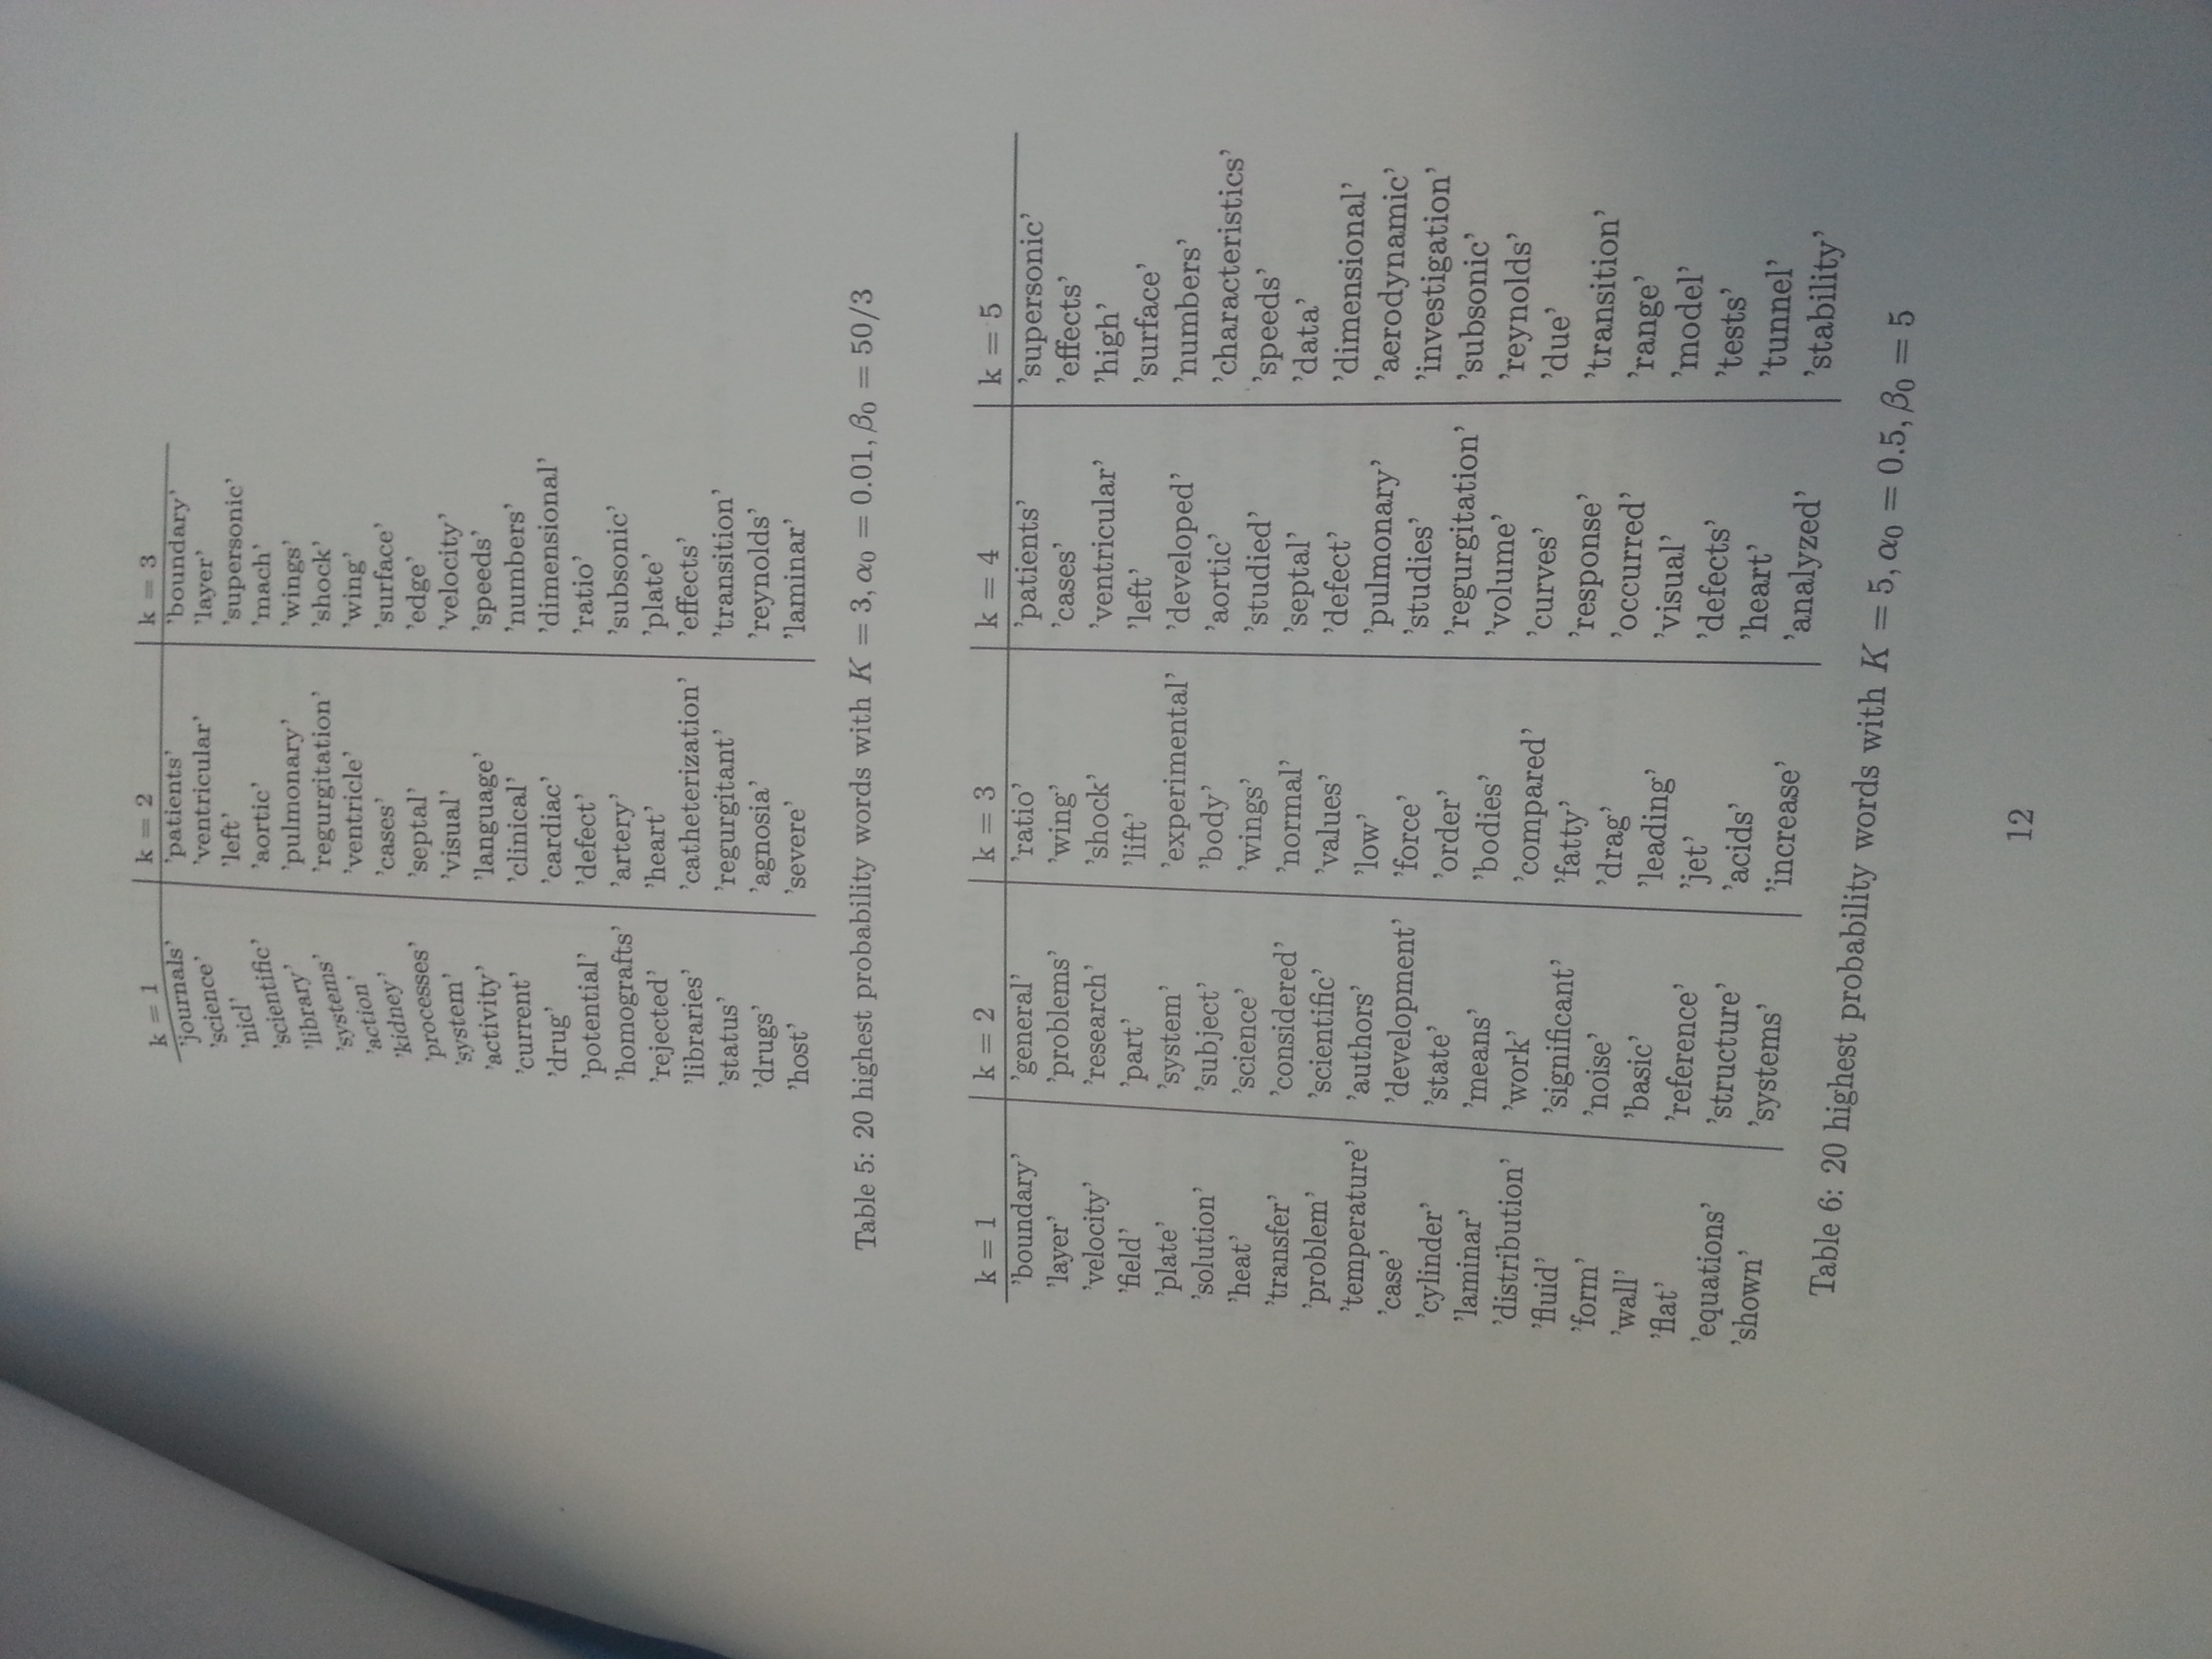 k = 1 k = 2 k = 3
'journals' 'patients' 'boundary'
'science' 'ventricular' 'layer'
'nicl' 'left' 'supersonic'
'scientific' 'aortic' 'mach'
'library' 'pulmonary' 'wings'
'systems' 'regurgitation' 'shock'
'action' 'ventricle' 'wing'
'kidney' 'cases' 'surface'
'processes' 'septal' 'edge'
'system' 'visual' 'velocity'
'activity' 'language' 'speeds'
'current' 'clinical' 'numbers'
'drug' 'cardiac' 'dimensional'
'potential' 'defect' 'ratio'
'homografts' 'artery' 'subsonic'
'rejected' 'heart' 'plate'
'libraries' 'catheterization' 'effects'
'status' 'regurgitant' 'transition'
'drugs' 'agnosia' 'reynolds'
'host' 'severe' 'laminar'
Table 5: 20 highest probability words with K = 3, α₀ = 0.01, β₀ = 50/3
k = 1 k = 2 k = 3 k = 4 k = 5
'boundary' 'general' 'ratio' 'patients' 'supersonic'
'layer' 'problems' 'wing' 'cases' 'effects'
'velocity' 'research' 'shock' 'ventricular' 'high'
'field' 'part' 'lift' 'left' 'surface'
'plate' 'system' 'experimental' 'developed' 'numbers'
'solution' 'subject' 'body' 'aortic' 'characteristics'
'heat' 'science' 'wings' 'studied' 'speeds'
'transfer' 'considered' 'normal' 'septal' 'data'
'problem' 'scientific' 'values' 'defect' 'dimensional'
'temperature' 'authors' 'low' 'pulmonary' 'aerodynamic'
'case' 'development' 'force' 'studies' 'investigation'
'cylinder' 'state' 'order' 'regurgitation' 'subsonic'
'laminar' 'means' 'bodies' 'volume' 'reynolds'
'distribution' 'work' 'compared' 'curves' 'due'
'fluid' 'significant' 'fatty' 'response' 'transition'
'form' 'noise' 'drag' 'occurred' 'range'
'wall' 'basic' 'leading' 'visual' 'model'
'flat' 'reference' 'jet' 'defects' 'tests'
'equations' 'structure' 'acids' 'heart' 'tunnel'
'shown' 'systems' 'increase' 'analyzed' 'stability'
Table 6: 20 highest probability words with K = 5, α₀ = 0.5, β₀ = 5
12